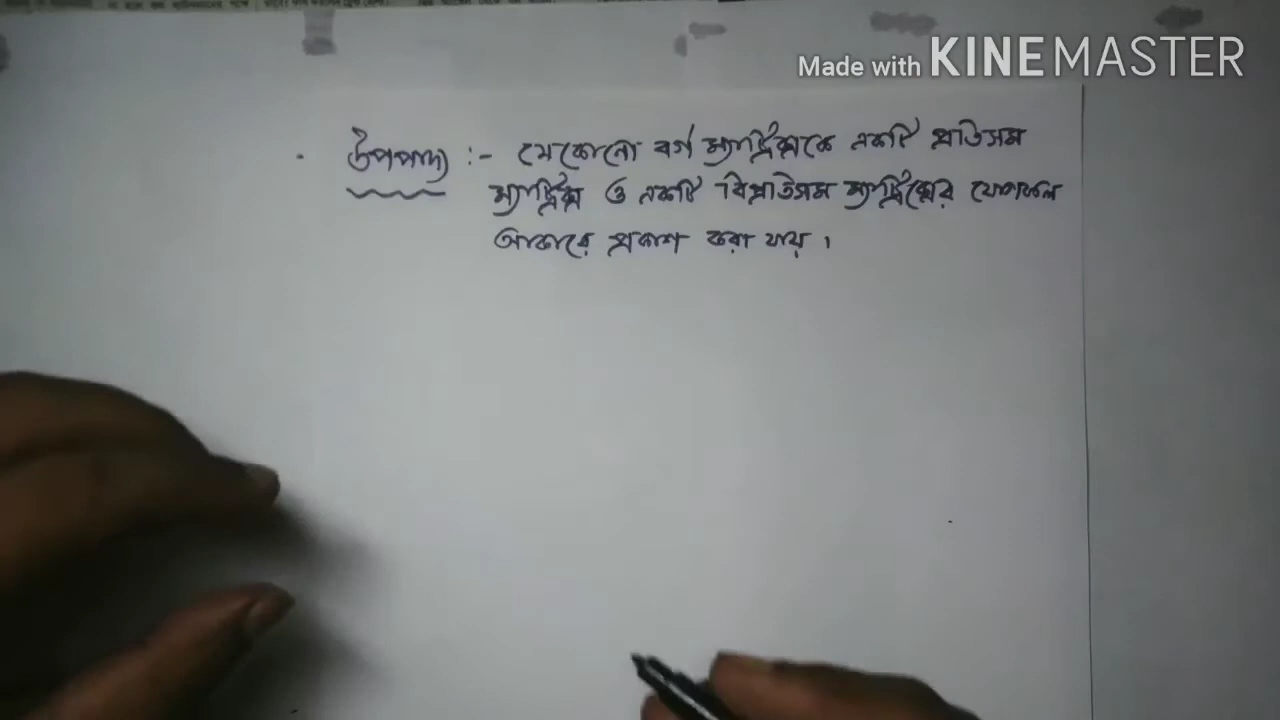 Made with KINEMASTER
উপপাদ্য :- যেকোনো বর্গ ম্যাট্রিক্সকে একটি প্রতিসম
ম্যাট্রিক্স ও একটি বিপ্রতিসম ম্যাট্রিক্সের যোগফল
আকারে প্রকাশ করা যায় ।